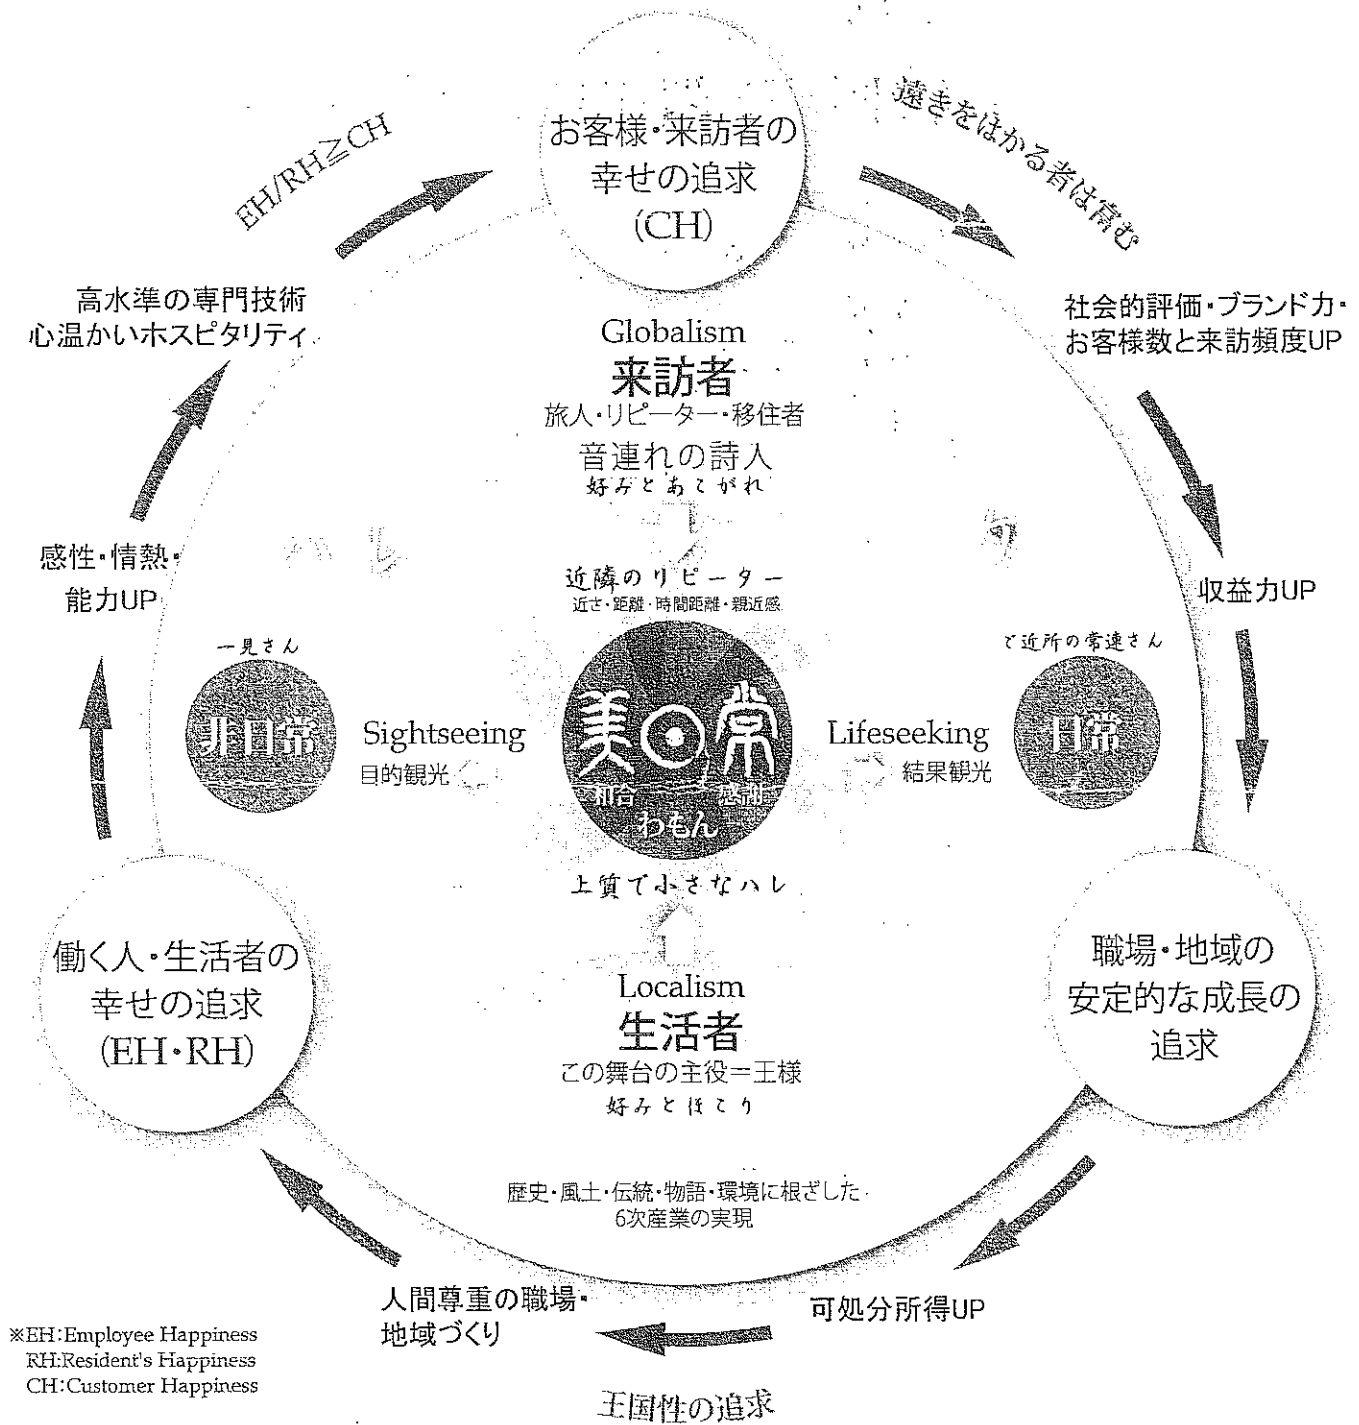 お客様・来訪者の
幸せの追求
(CH)
EH/RH≧CH
遠きをはかる者は富む
高水準の専門技術
心温かいホスピタリティ
社会的評価・ブランド力・
お客様数と来訪頻度UP
Globalism
来訪者
旅人・リピーター・移住者
音連れの詩人
好みとあこがれ
旬
感性・情熱・
能力UP
近隣のリピーター
近さ・距離・時間距離・親近感
収益力UP
一見さん
非日常
Sightseeing
目的観光
美日常
和合
感謝
わもん
Lifeseeking
結果観光
ご近所の常連さん
日常
上質で小さなハレ
働く人・生活者の
幸せの追求
(EH・RH)
Localism
生活者
この舞台の主役＝王様
好みとほこり
職場・地域の
安定的な成長の
追求
歴史・風土・伝統・物語・環境に根ざした
6次産業の実現
人間尊重の職場・
地域づくり
可処分所得UP
王国性の追求
※EH:Employee Happiness
RH:Resident's Happiness
CH:Customer Happiness